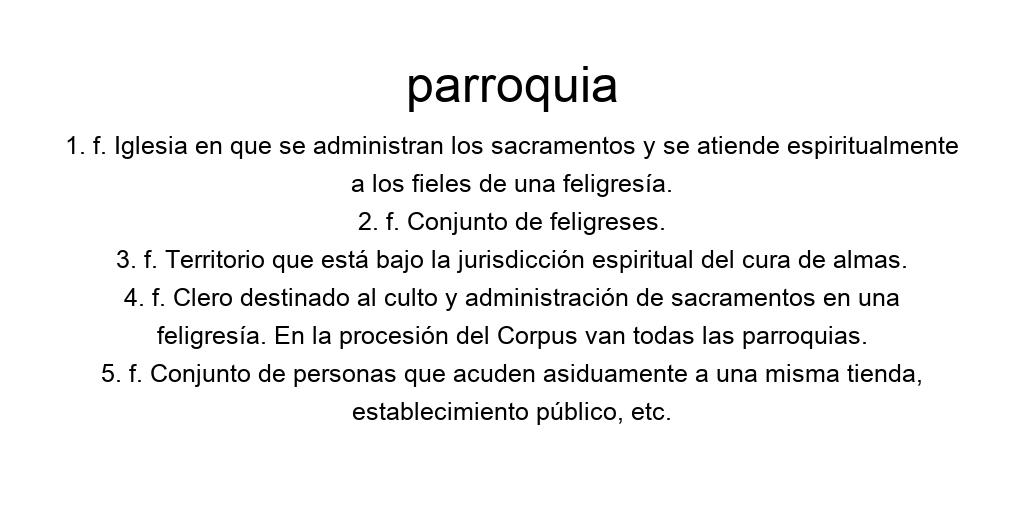 parroquia
1. f. Iglesia en que se administran los sacramentos y se atiende espiritualmente
a los fieles de una feligresía.
2. f. Conjunto de feligreses.
3. f. Territorio que está bajo la jurisdicción espiritual del cura de almas.
4. f. Clero destinado al culto y administración de sacramentos en una
feligresía. En la procesión del Corpus van todas las parroquias.
5. f. Conjunto de personas que acuden asiduamente a una misma tienda,
establecimiento público, etc.